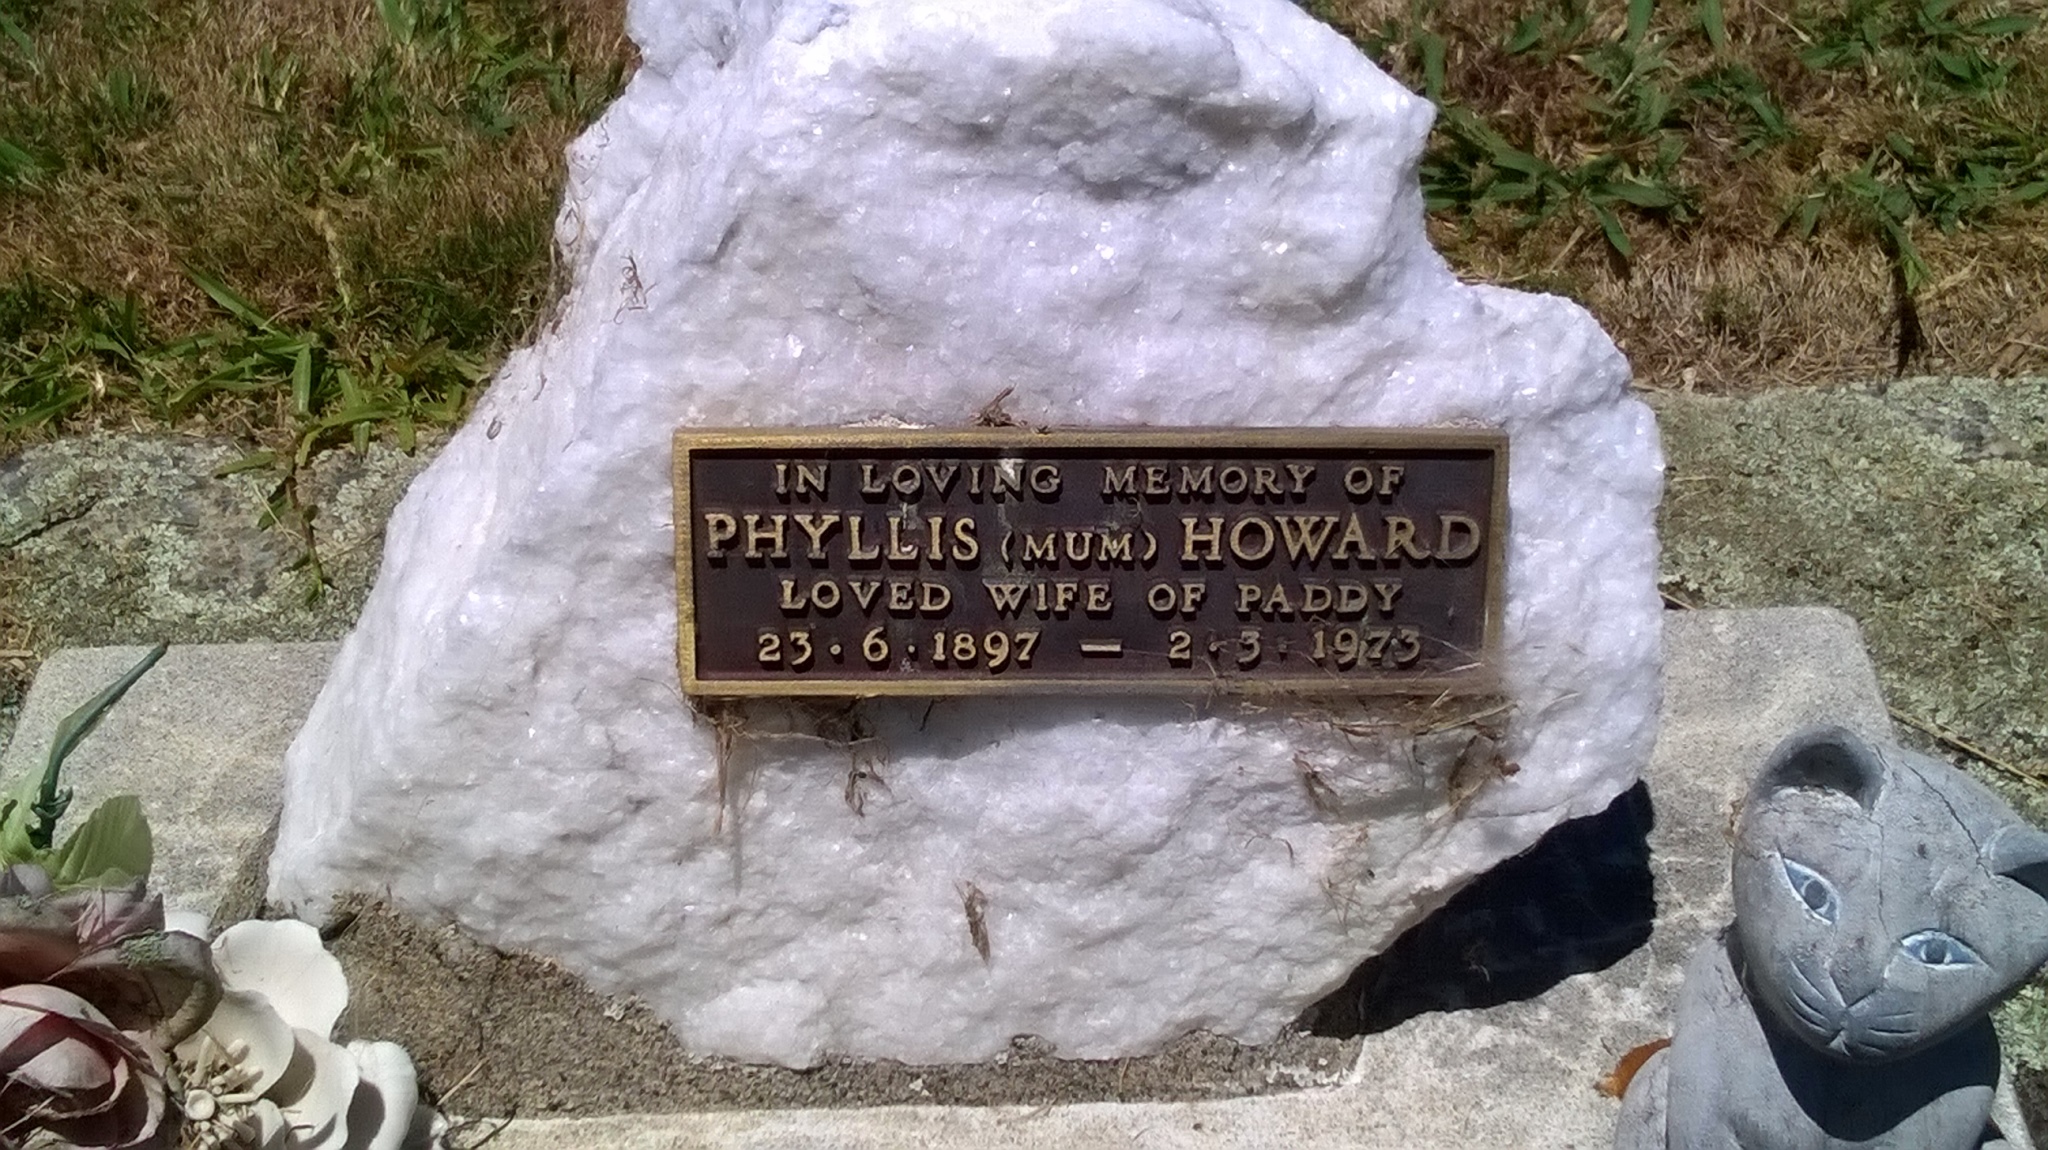 IN LOVING MEMORY OF
PHYLLIS (MUM) HOWARD
LOVED WIFE OF PADDY
23·6·1897 — 2·3·1973